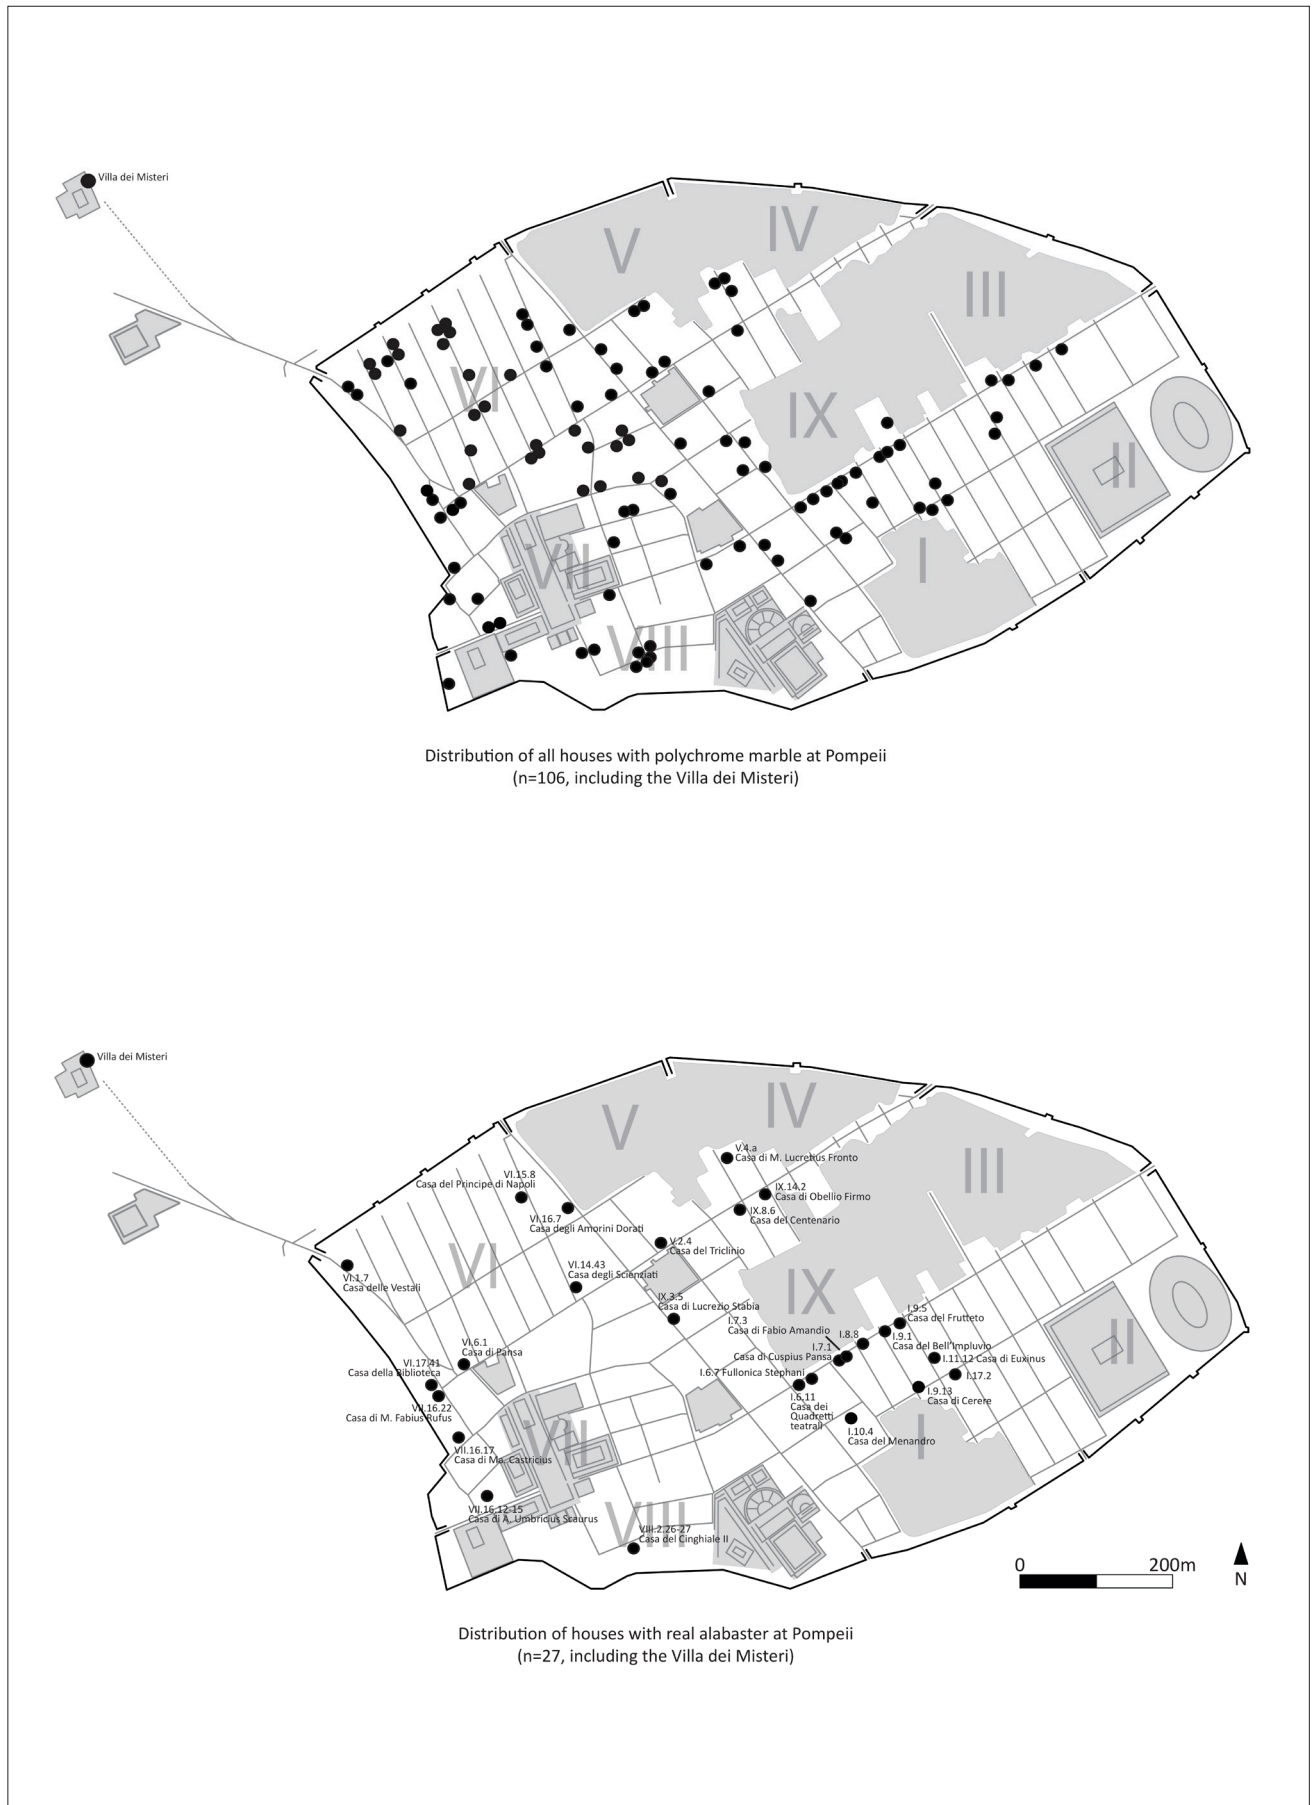 Villa dei Misteri
V
IV
III
VI
IX
II
I
VII
VIII
Distribution of all houses with polychrome marble at Pompeii
(n=106, including the Villa dei Misteri)
Villa dei Misteri
V
IV
III
V.4.a
Casa di M. Lucretius Fronto
VI.15.8
Casa del Principe di Napoli
IX.14.2
Casa di Obellio Firmo
VI.16.7
Casa degli Amorini Dorati
IX.8.6
Casa del Centenario
V.2.4
Casa del Triclinio
VI
VI.14.43
Casa degli Scienziati
VI.1.7
Casa delle Vestali
IX
IX.3.5
Casa di Lucrezio Stabia
I.7.3
Casa di Fabio Amandio
I.9.5
Casa del Frutteto
I.8.8
I.9.1
Casa del Bell'Impluvio
II
I.7.1
Casa di Cuspius Pansa
VI.6.1
Casa di Pansa
I.11.12 Casa di Euxinus
VI.17.41
Casa della Biblioteca
I.6.7 Fullonica Stephani
I.17.2
I.6.11
Casa dei
Quadretti
teatrali
I.9.13
Casa di Cerere
VII.16.22
Casa di M. Fabius Rufus
I.10.4
Casa del Menandro
I
VII
VII.16.17
Casa di Ma. Castricius
VII.16.12-15
Casa di A. Umbricius Scaurus
VIII
VIII.2.26-27
Casa del Cinghiale II
0 200m
N
Distribution of houses with real alabaster at Pompeii
(n=27, including the Villa dei Misteri)